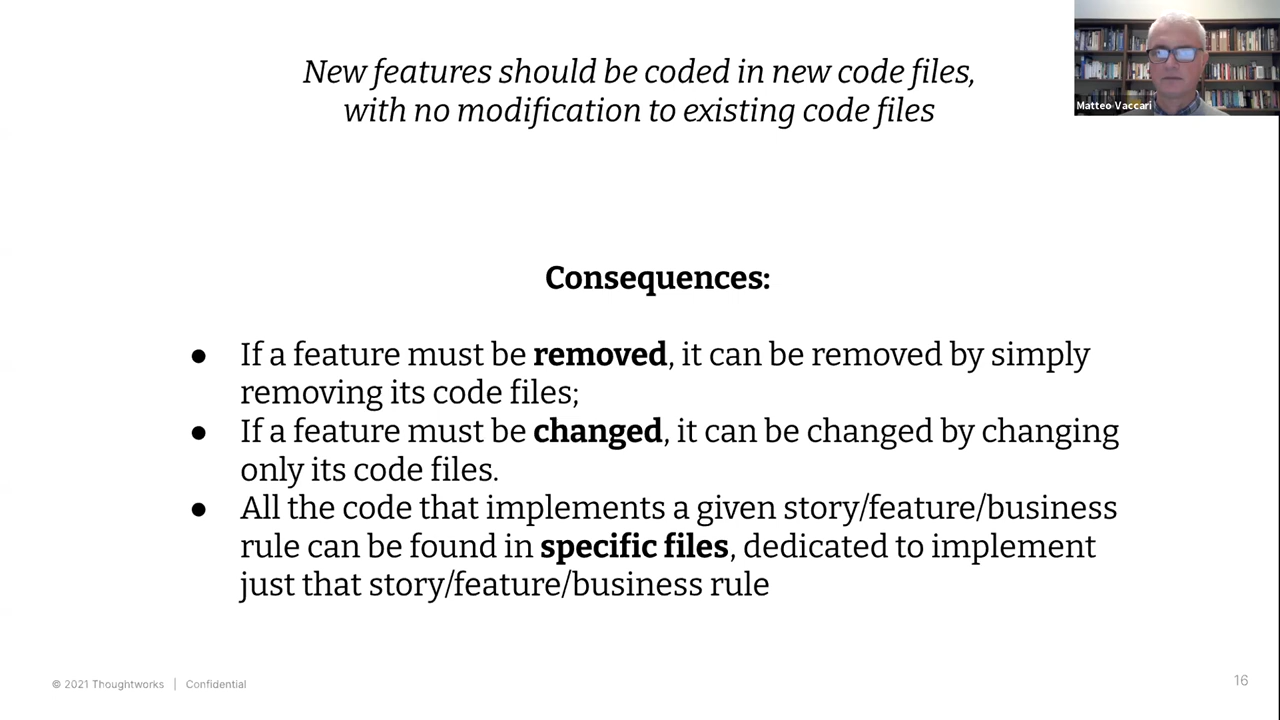 New features should be coded in new code files,
with no modification to existing code files
Matteo Vaccari
Consequences:
● If a feature must be removed, it can be removed by simply
removing its code files;
● If a feature must be changed, it can be changed by changing
only its code files.
● All the code that implements a given story/feature/business
rule can be found in specific files, dedicated to implement
just that story/feature/business rule
© 2021 Thoughtworks | Confidential
16